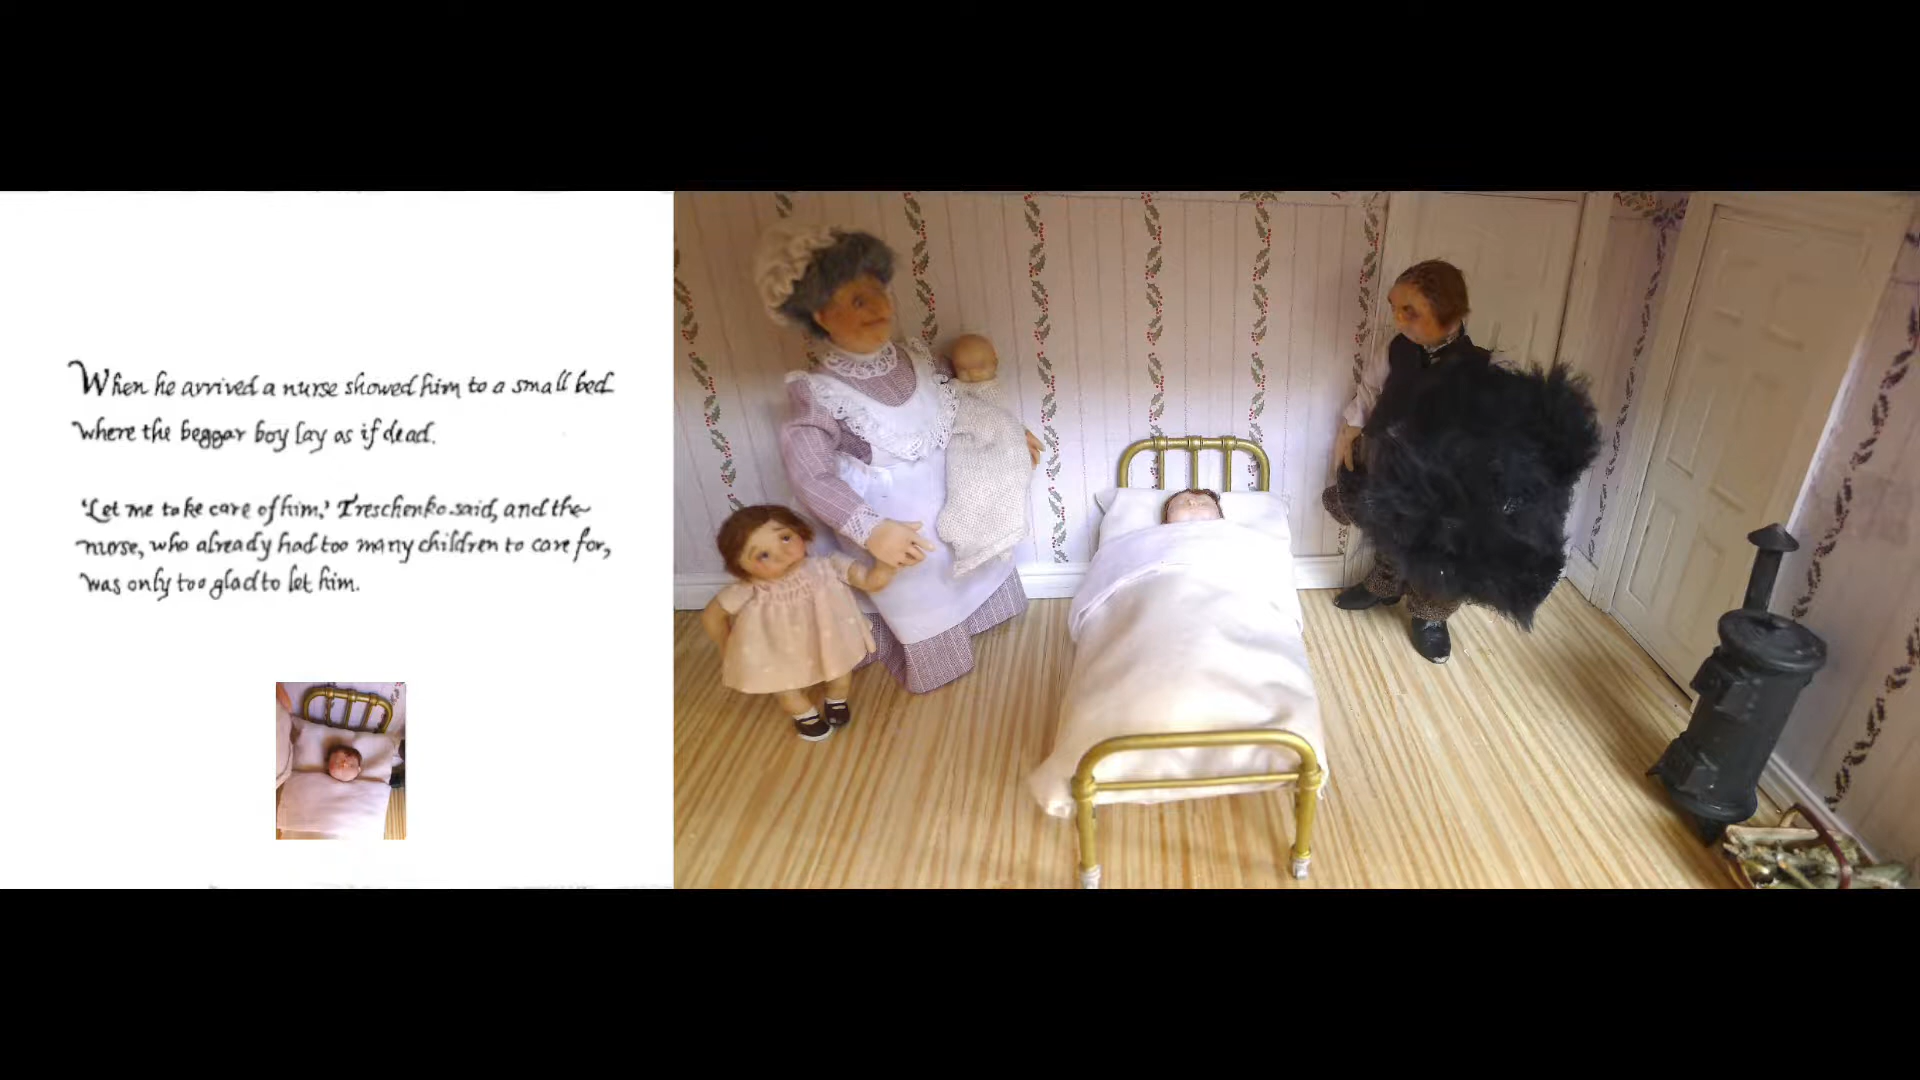 When he arrived a nurse showed him to a small bed
where the beggar boy lay as if dead.
'Let me take care of him,' Treschenko said, and the
nurse, who already had too many children to care for,
was only too glad to let him.